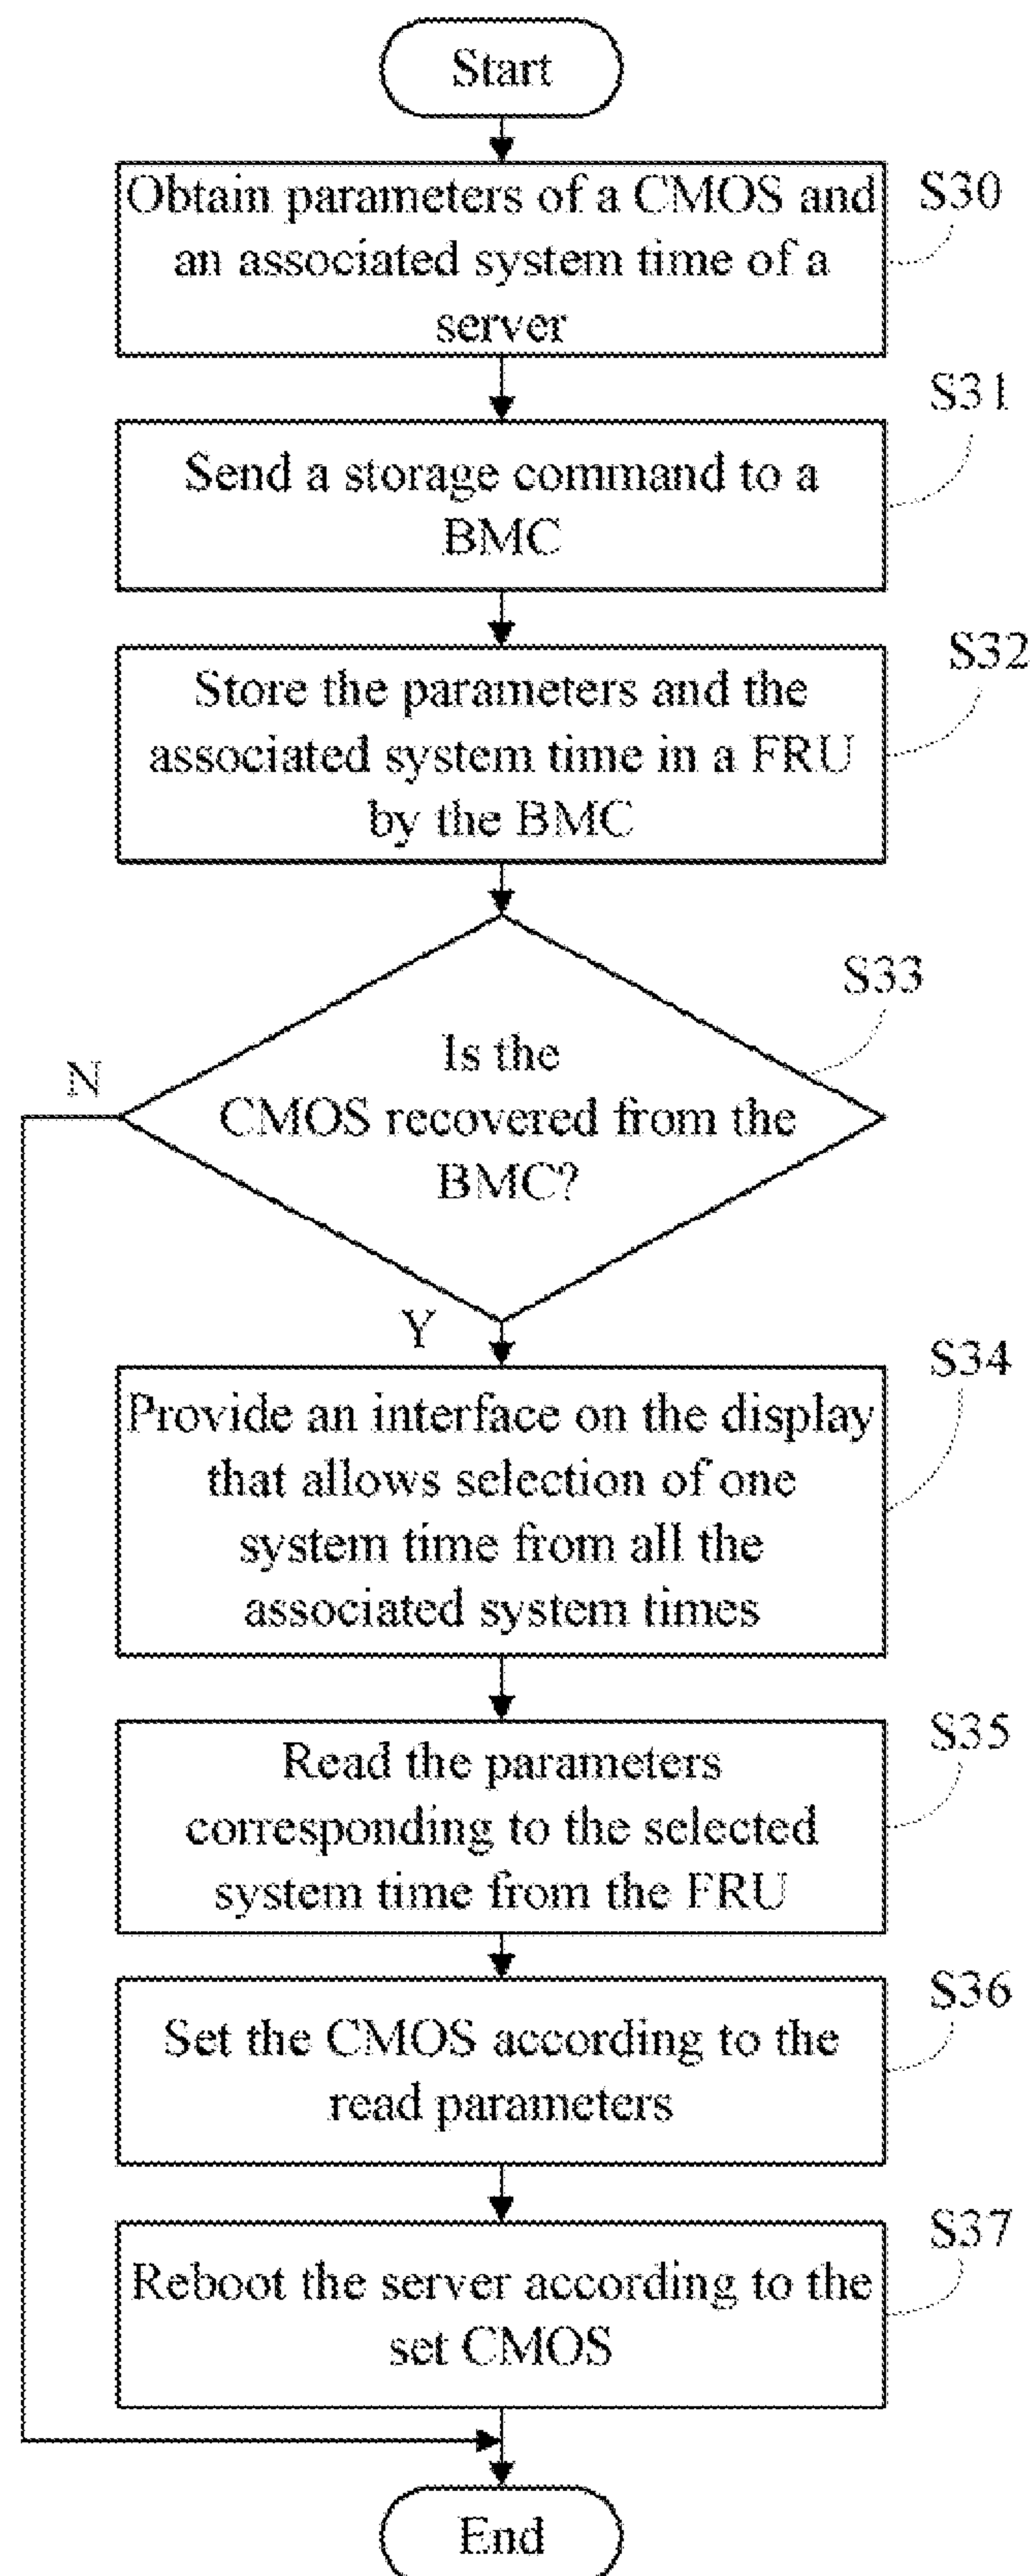 Start
Obtain parameters of a CMOS and
an associated system time of a
server
S30
Send a storage command to a
BMC
S31
Store the parameters and the
associated system time in a FRU
by the BMC
S32
Is the
CMOS recovered from the
BMC?
S33
N
Y
Provide an interface on the display
that allows selection of one
system time from all the
associated system times
S34
Read the parameters
corresponding to the selected
system time from the FRU
S35
Set the CMOS according to the
read parameters
S36
Reboot the server according to the
set CMOS
S37
End